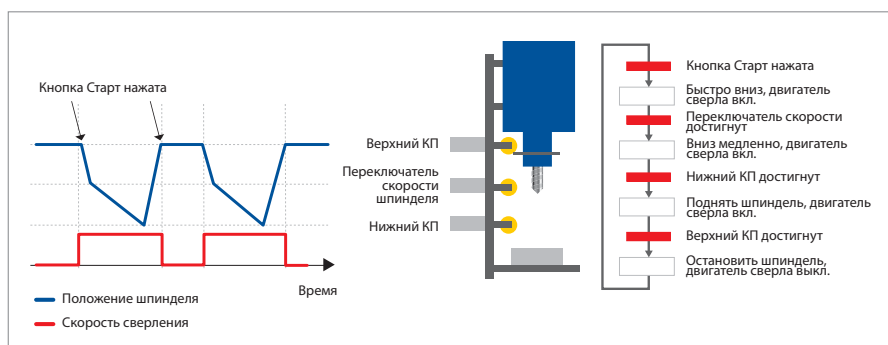 Кнопка Старт нажата
Время
Положение шпинделя
Скорость сверления
Верхний КП
Переключатель
скорости
шпинделя
Нижний КП
Кнопка Старт нажата
Быстро вниз, двигатель
сверла вкл.
Переключатель скорости
достигнут
Вниз медленно, двигатель
сверла вкл.
Нижний КП достигнут
Поднять шпиндель, двигатель
сверла вкл.
Верхний КП достигнут
Остановить шпиндель,
двигатель сверла выкл.